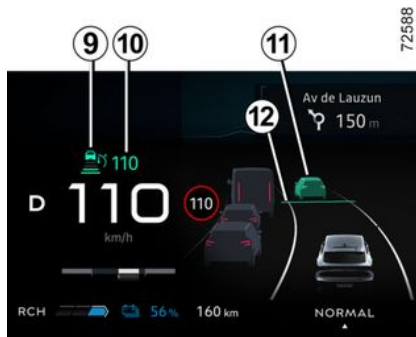 72588
9 10 11
12
Av de Lauzun
150 m
110
D 110 110
km/h
RCH 56% 160 km NORMAL